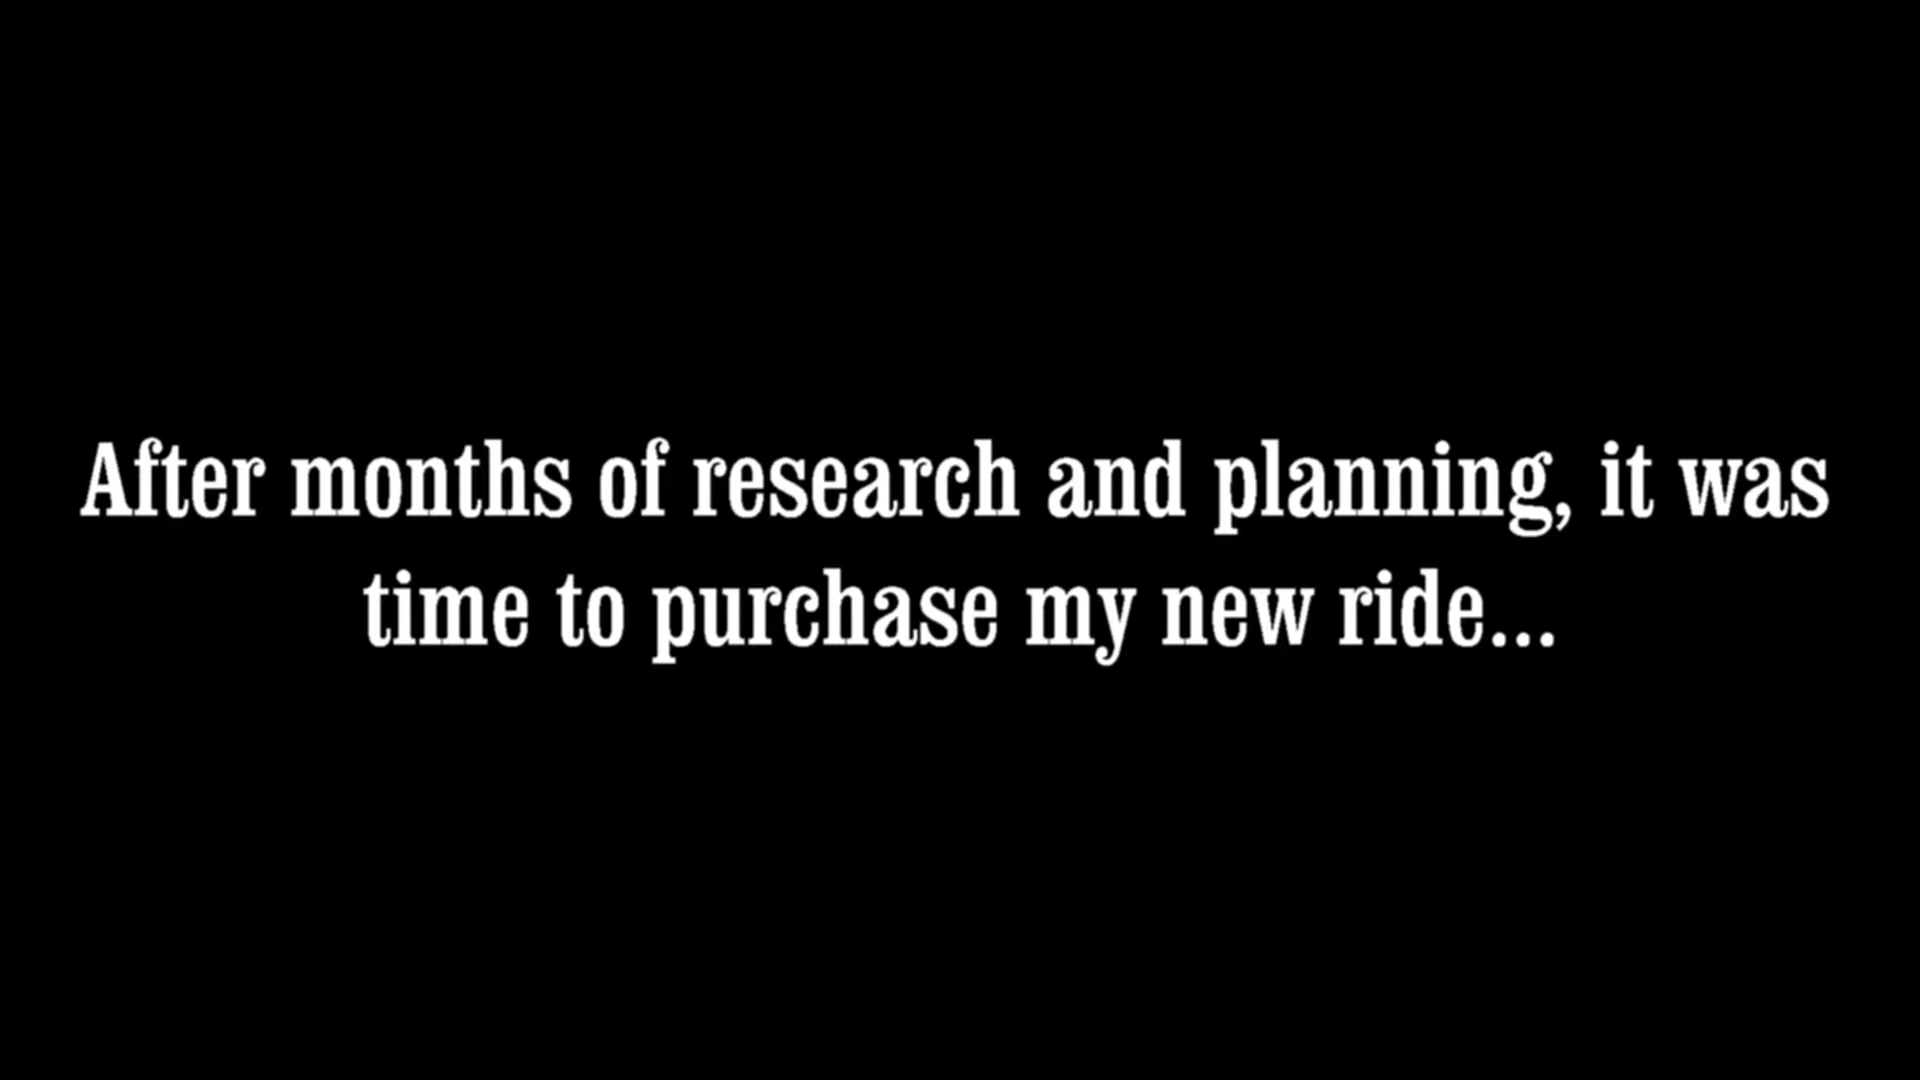 After months of research and planning, it was
time to purchase my new ride...